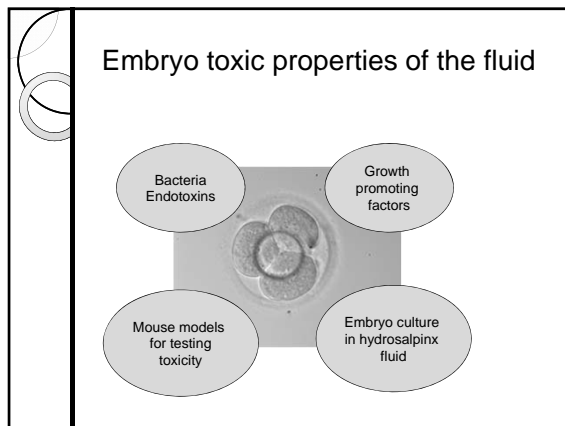 Embryo toxic properties of the fluid
Bacteria
Endotoxins
Growth
promoting
factors
Mouse models
for testing
toxicity
Embryo culture
in hydrosalpinx
fluid